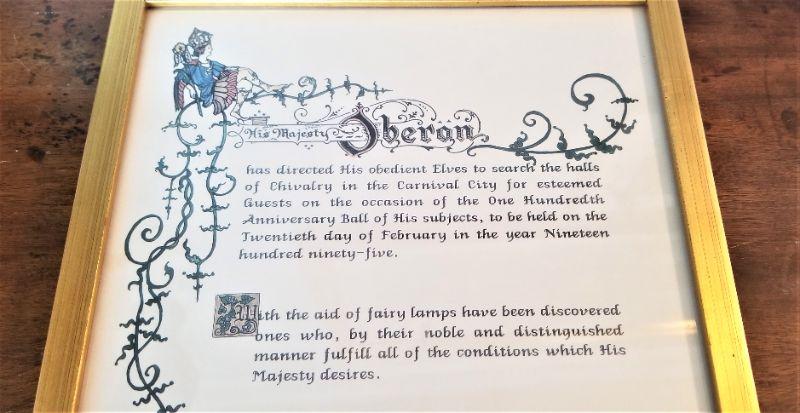 His Majesty Oberon
has directed His obedient Elves to search the halls
of Chivalry in the Carnival City for esteemed
Guests on the occasion of the One Hundredth
Anniversary Ball of His subjects, to be held on the
Twentieth day of February in the year Nineteen
hundred ninety-five.
With the aid of fairy lamps have been discovered
ones who, by their noble and distinguished
manner fulfill all of the conditions which His
Majesty desires.